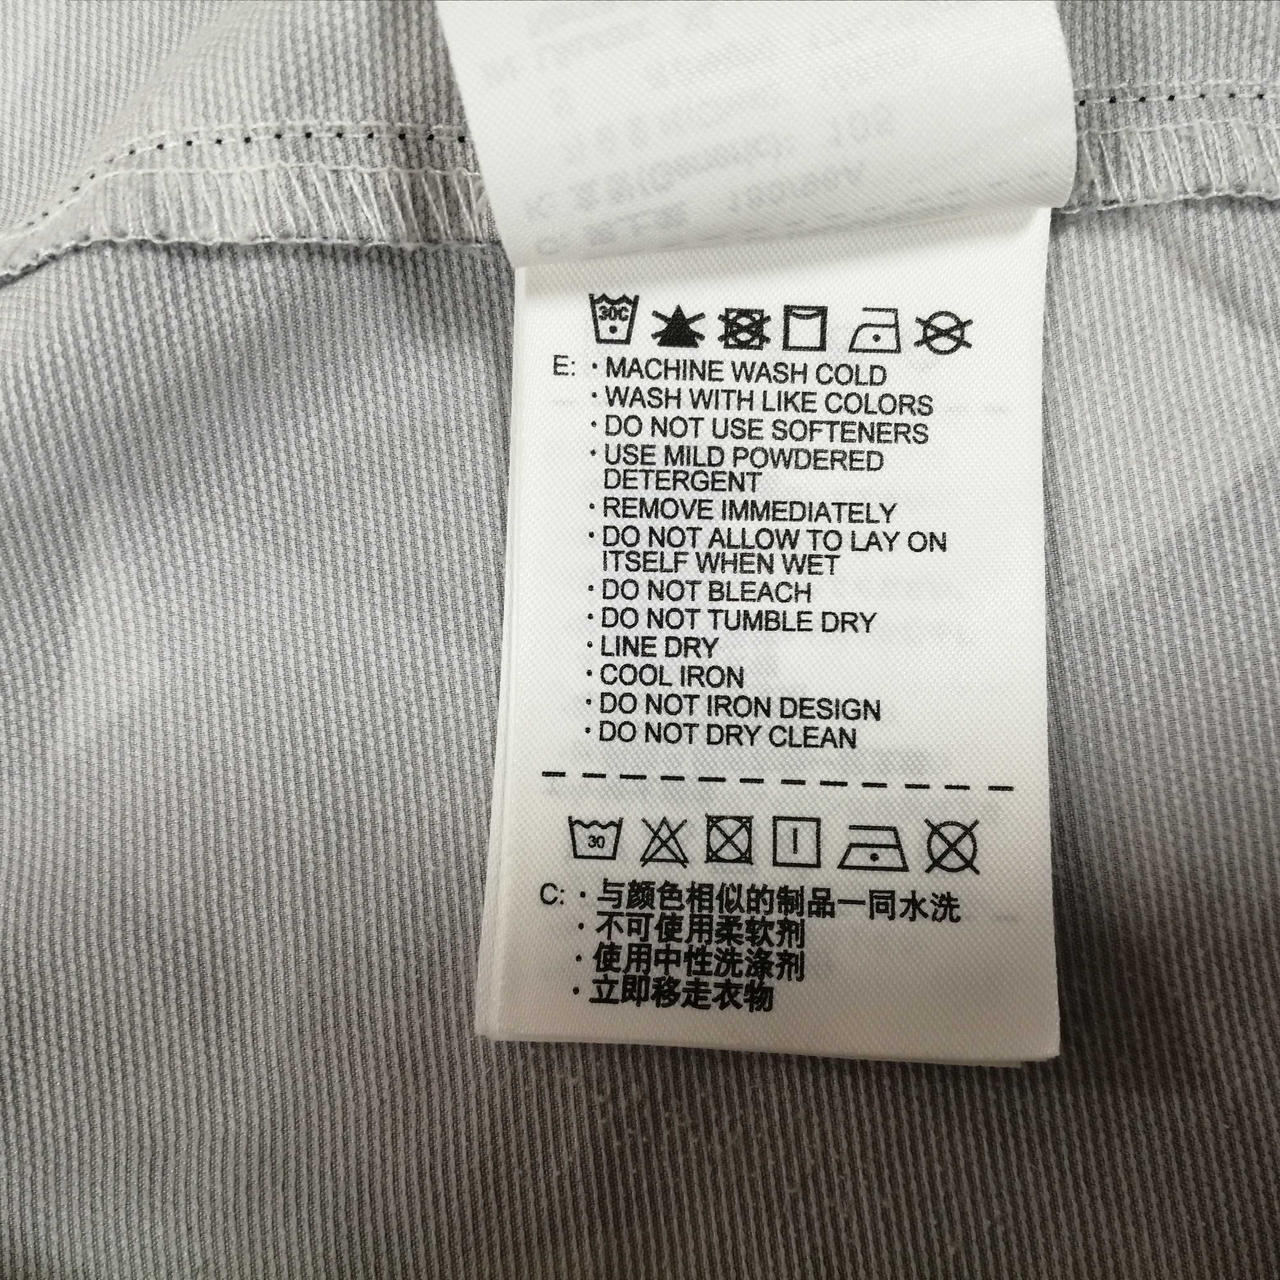 30C
E: · MACHINE WASH COLD
· WASH WITH LIKE COLORS
· DO NOT USE SOFTENERS
· USE MILD POWDERED
DETERGENT
· REMOVE IMMEDIATELY
· DO NOT ALLOW TO LAY ON
ITSELF WHEN WET
· DO NOT BLEACH
· DO NOT TUMBLE DRY
· LINE DRY
· COOL IRON
· DO NOT IRON DESIGN
· DO NOT DRY CLEAN
30
C: · 与颜色相似的制品一同水洗
· 不可使用柔软剂
· 使用中性洗涤剂
· 立即移走衣物